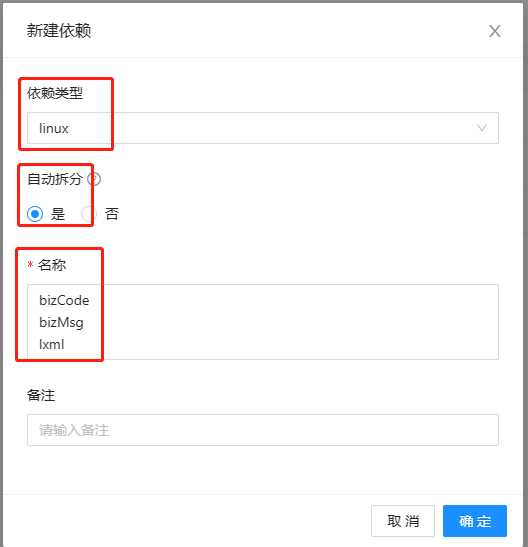 新建依赖
依赖类型
linux
自动拆分
是 否
* 名称
bizCode
bizMsg
lxml
备注
请输入备注
取 消 确 定